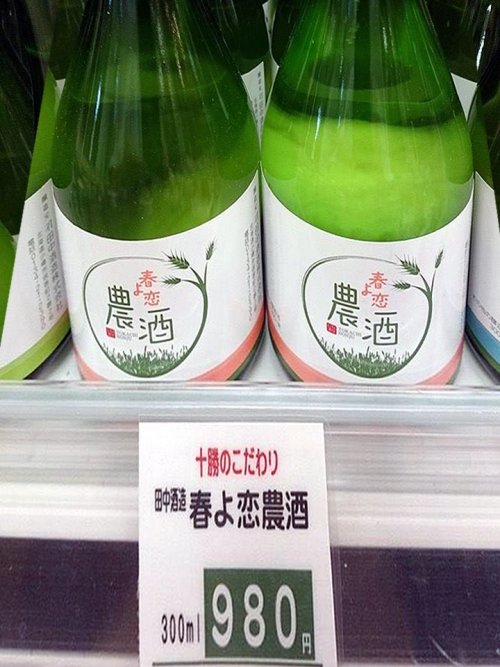 春よ恋
農酒
春よ恋
農酒
十勝のこだわり
田中酒造 春よ恋農酒
300ml 980円